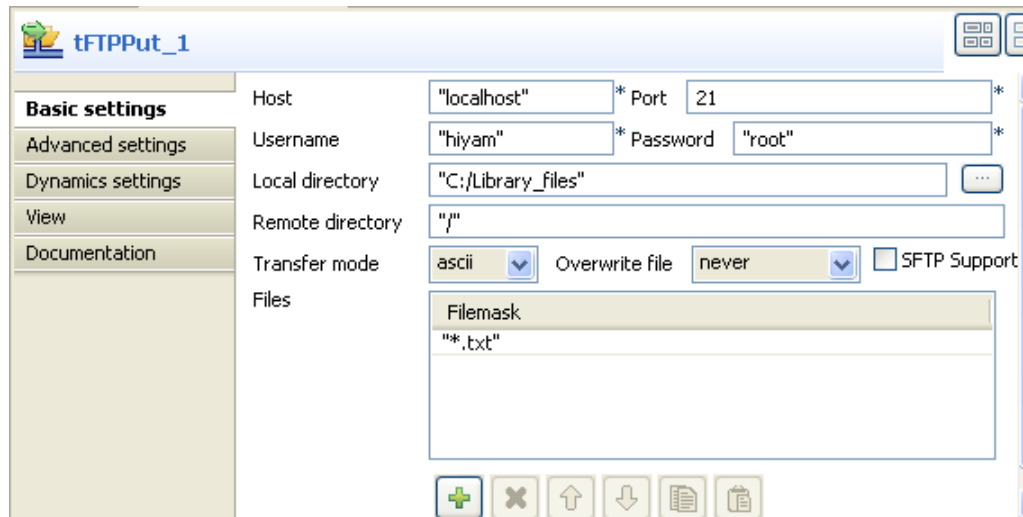 tFTPPut_1
Basic settings
Advanced settings
Dynamics settings
View
Documentation
Host "localhost" * Port 21 *
Username "hiyam" * Password "root" *
Local directory "C:/Library_files" ...
Remote directory "/"
Transfer mode ascii Overwrite file never SFTP Support
Files
Filemask
"*.txt"